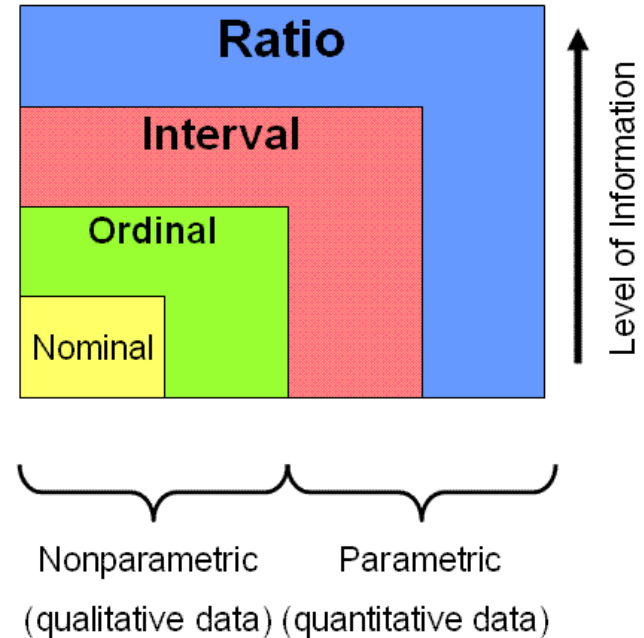 Ratio
Interval
Ordinal
Nominal
Level of Information
Nonparametric
(qualitative data)
Parametric
(quantitative data)